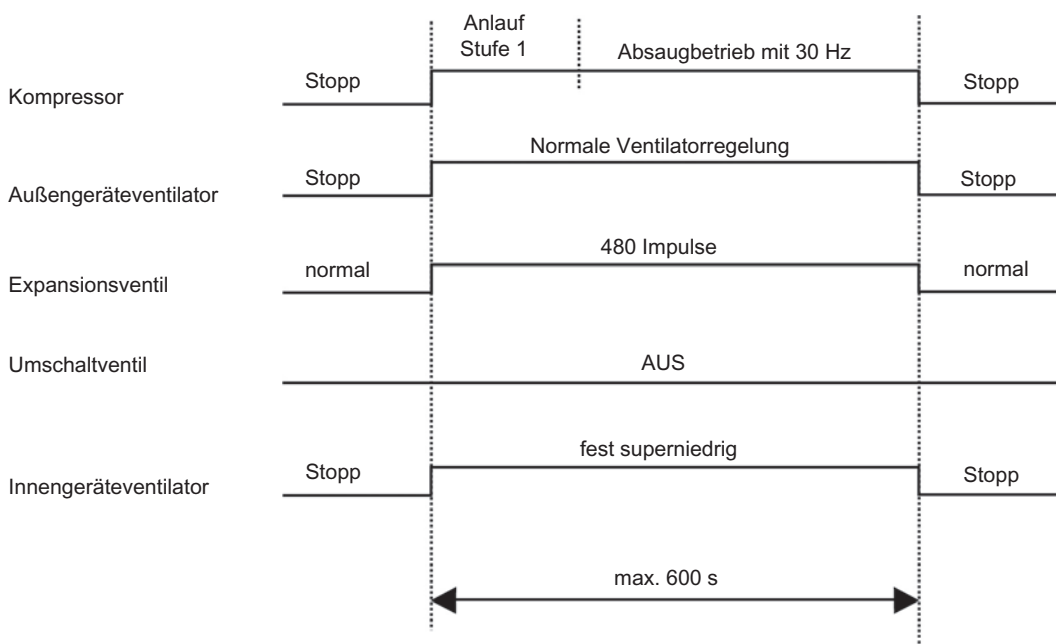 Anlauf
Stufe 1
Absaugbetrieb mit 30 Hz
Kompressor
Stopp
Stopp
Normale Ventilatorregelung
Außengeräteventilator
Stopp
Stopp
480 Impulse
Expansionsventil
normal
normal
Umschaltventil
AUS
fest superniedrig
Innengeräteventilator
Stopp
Stopp
max. 600 s